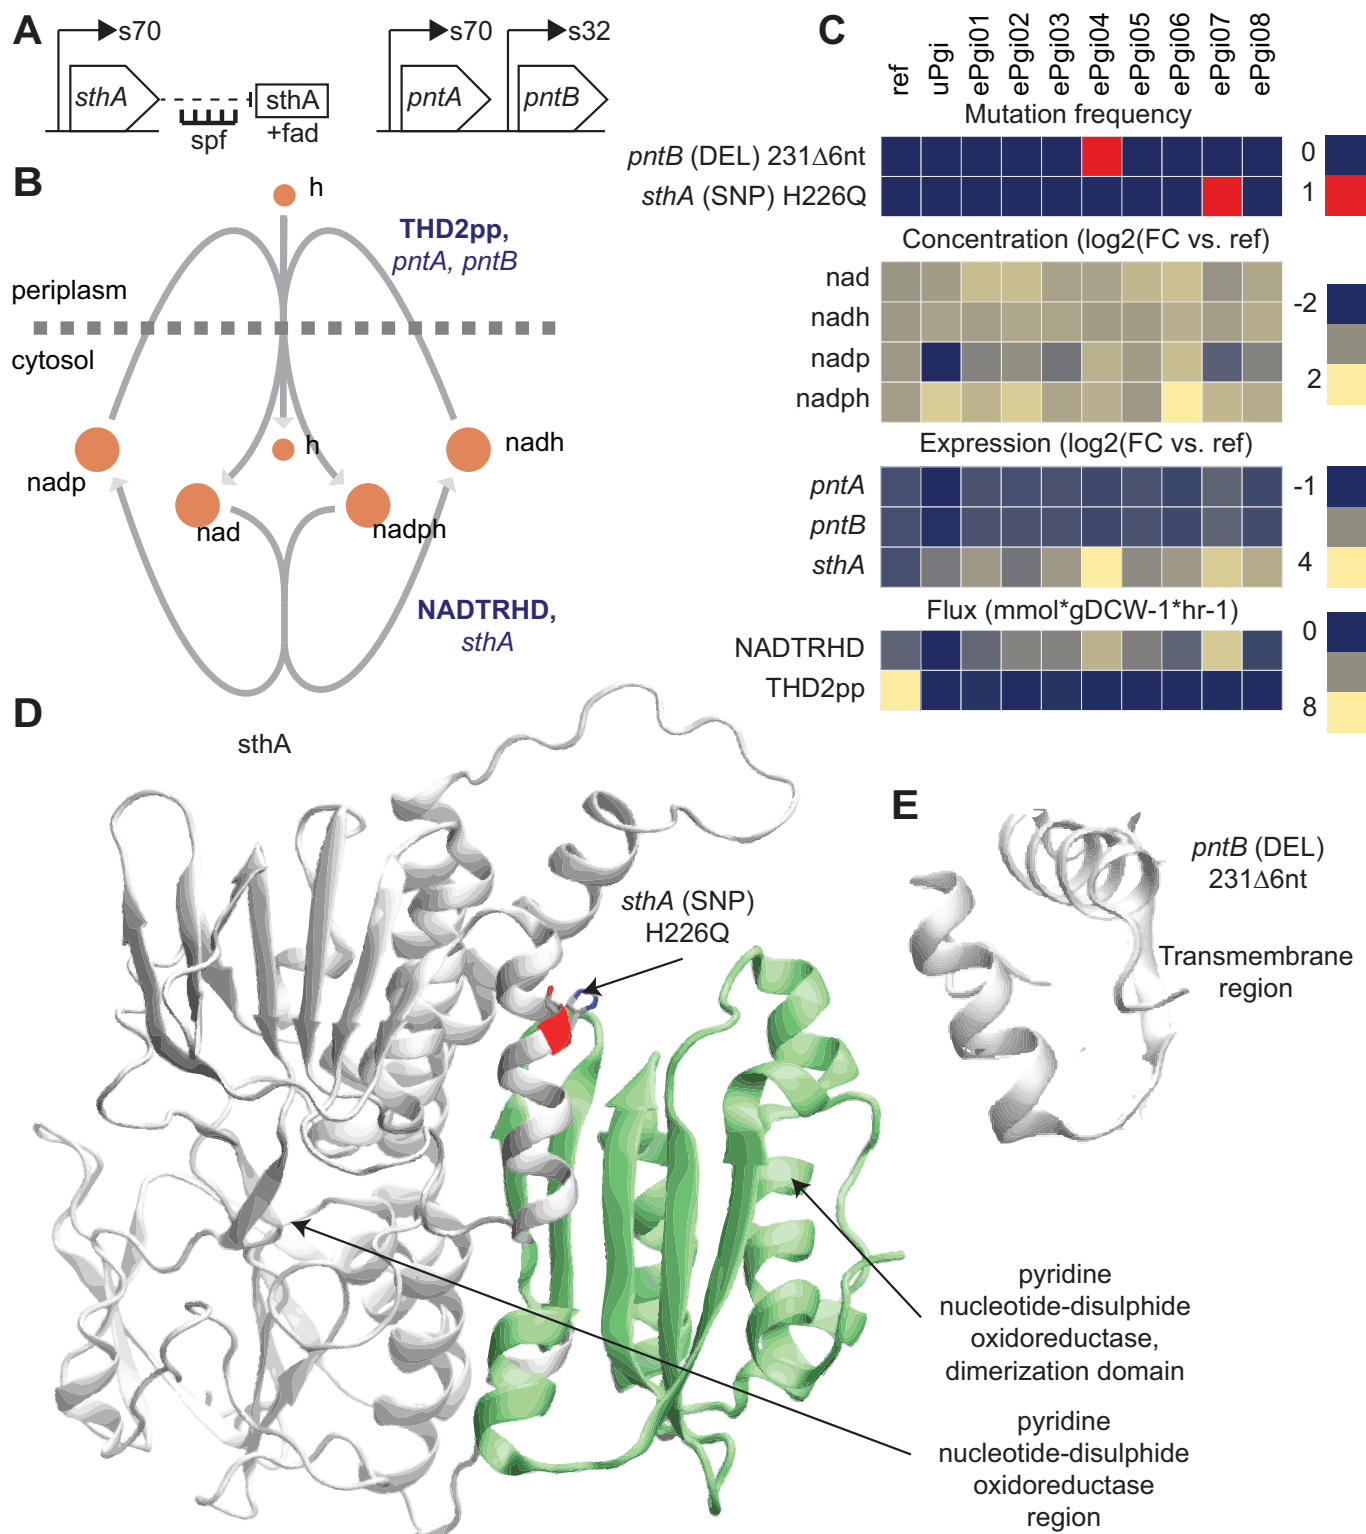 A
s70
sthA
spf
sthA
+fad
s70
s32
pntA
pntB
B
h
THD2pp,
pntA, pntB
periplasm
cytosol
nadp
h
nadh
nad
nadph
NADTRHD,
sthA
C
ref
uPgi
ePgi01
ePgi02
ePgi03
ePgi04
ePgi05
ePgi06
ePgi07
ePgi08
Mutation frequency
pntB (DEL) 231Δ6nt
sthA (SNP) H226Q
0
1
Concentration (log2(FC vs. ref)
nad
nadh
nadp
nadph
-2
2
Expression (log2(FC vs. ref)
pntA
pntB
sthA
-1
4
Flux (mmol*gDCW-1*hr-1)
NADTRHD
THD2pp
0
8
D
sthA
sthA (SNP)
H226Q
E
pntB (DEL)
231Δ6nt
Transmembrane
region
pyridine
nucleotide-disulphide
oxidoreductase,
dimerization domain
pyridine
nucleotide-disulphide
oxidoreductase
region